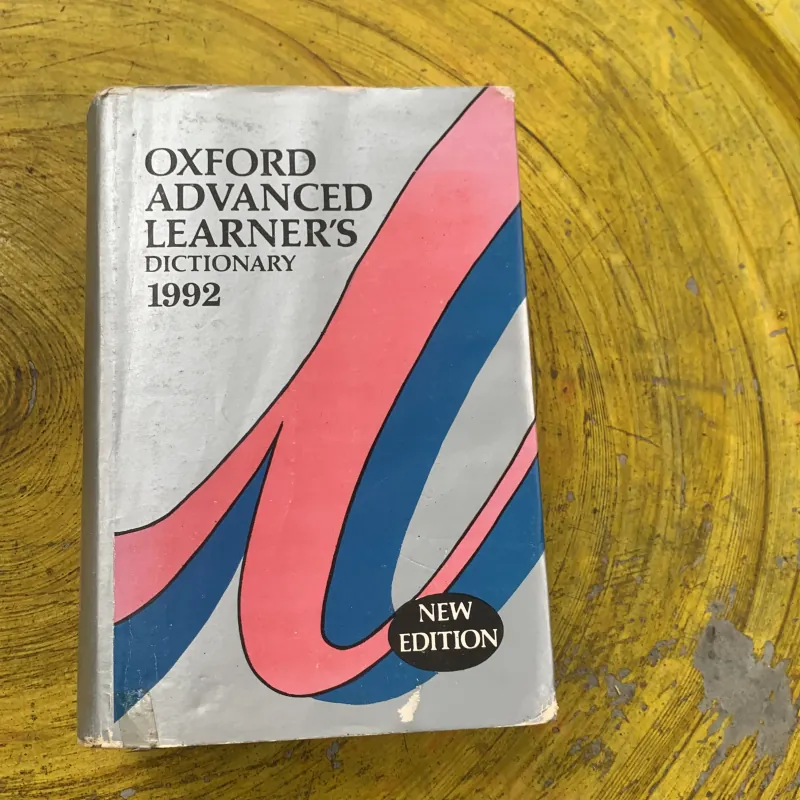 OXFORD
ADVANCED
LEARNER'S
DICTIONARY
1992
NEW
EDITION